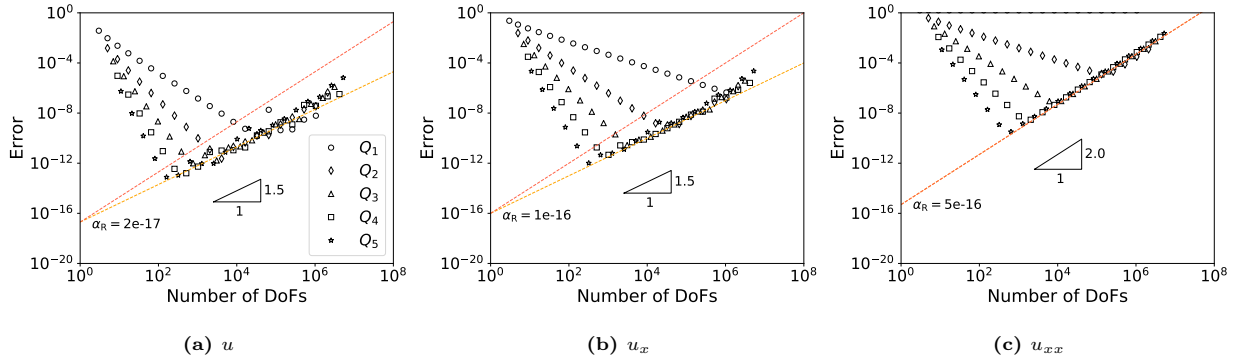 10^0
10^-4
10^-8
10^-12
10^-16
10^-20
Error
Q_1
Q_2
Q_3
Q_4
Q_5
1.5
1
α_R = 2e-17
10^0 10^2 10^4 10^6 10^8
Number of DoFs
(a) u
10^0
10^-4
10^-8
10^-12
10^-16
10^-20
Error
1.5
1
α_R = 1e-16
10^0 10^2 10^4 10^6 10^8
Number of DoFs
(b) u_x
10^0
10^-4
10^-8
10^-12
10^-16
10^-20
Error
2.0
1
α_R = 5e-16
10^0 10^2 10^4 10^6 10^8
Number of DoFs
(c) u_xx